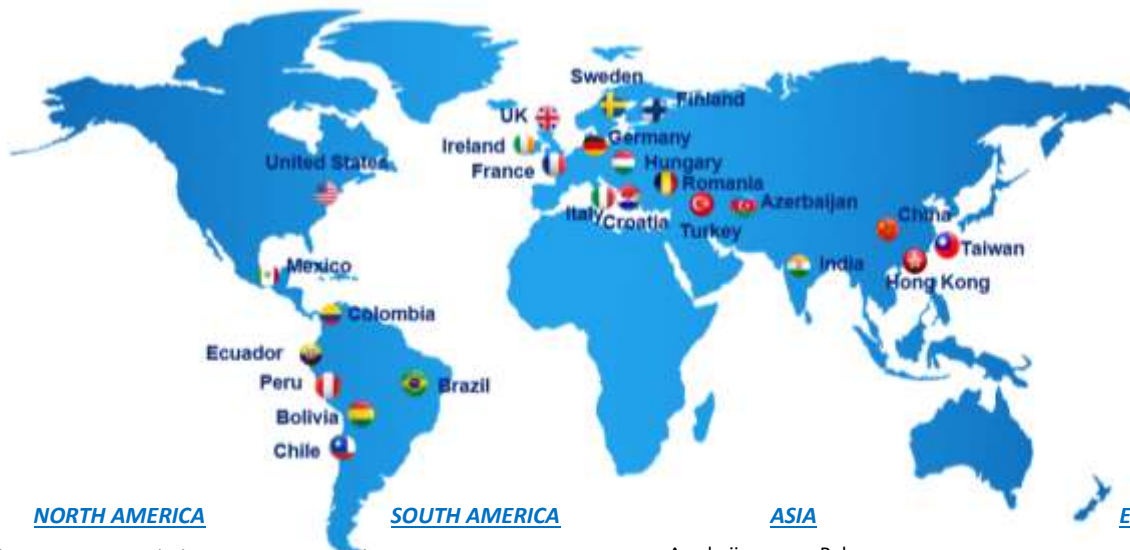 Sweden
Finland
UK
Germany
Ireland
Hungary
United States
France
Romania
Azerbaijan
Italy
Croatia
China
Turkey
Taiwan
India
Mexico
Hong Kong
Colombia
Ecuador
Peru
Brazil
Bolivia
Chile
NORTH AMERICA SOUTH AMERICA ASIA E